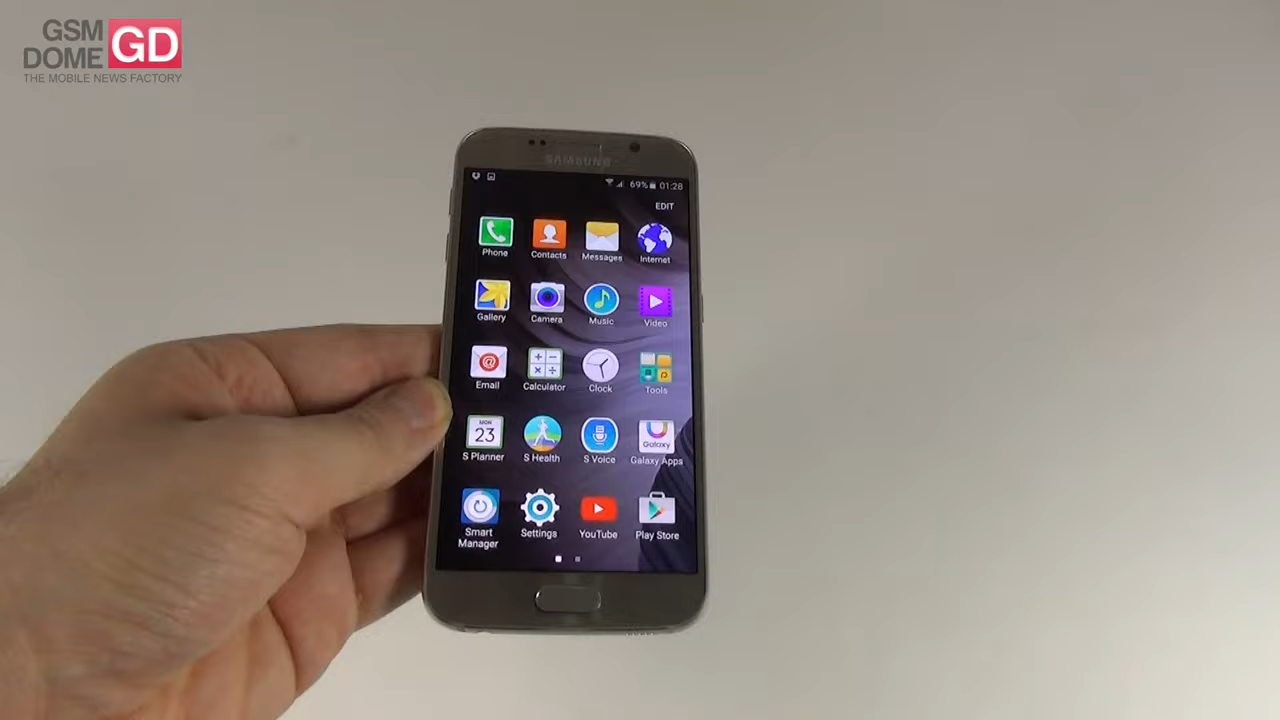 GSM
DOME GD
THE MOBILE NEWS FACTORY
SAMSUNG
69% 01:28
EDIT
Phone Contacts Messages Internet
Gallery Camera Music Video
Email Calculator Clock Tools
MON
23
Galaxy
S Planner S Health S Voice Galaxy Apps
Smart Manager Settings YouTube Play Store